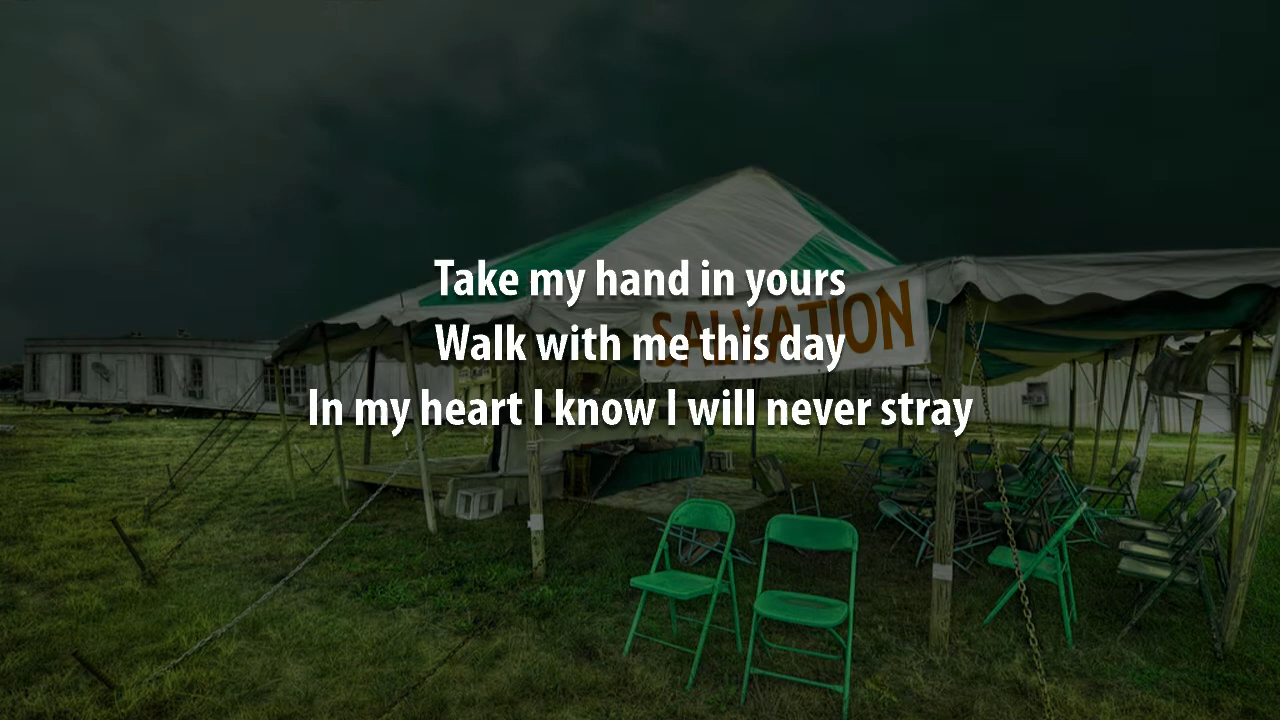 Take my hand in yours
SALVATION
Walk with me this day
In my heart I know I will never stray